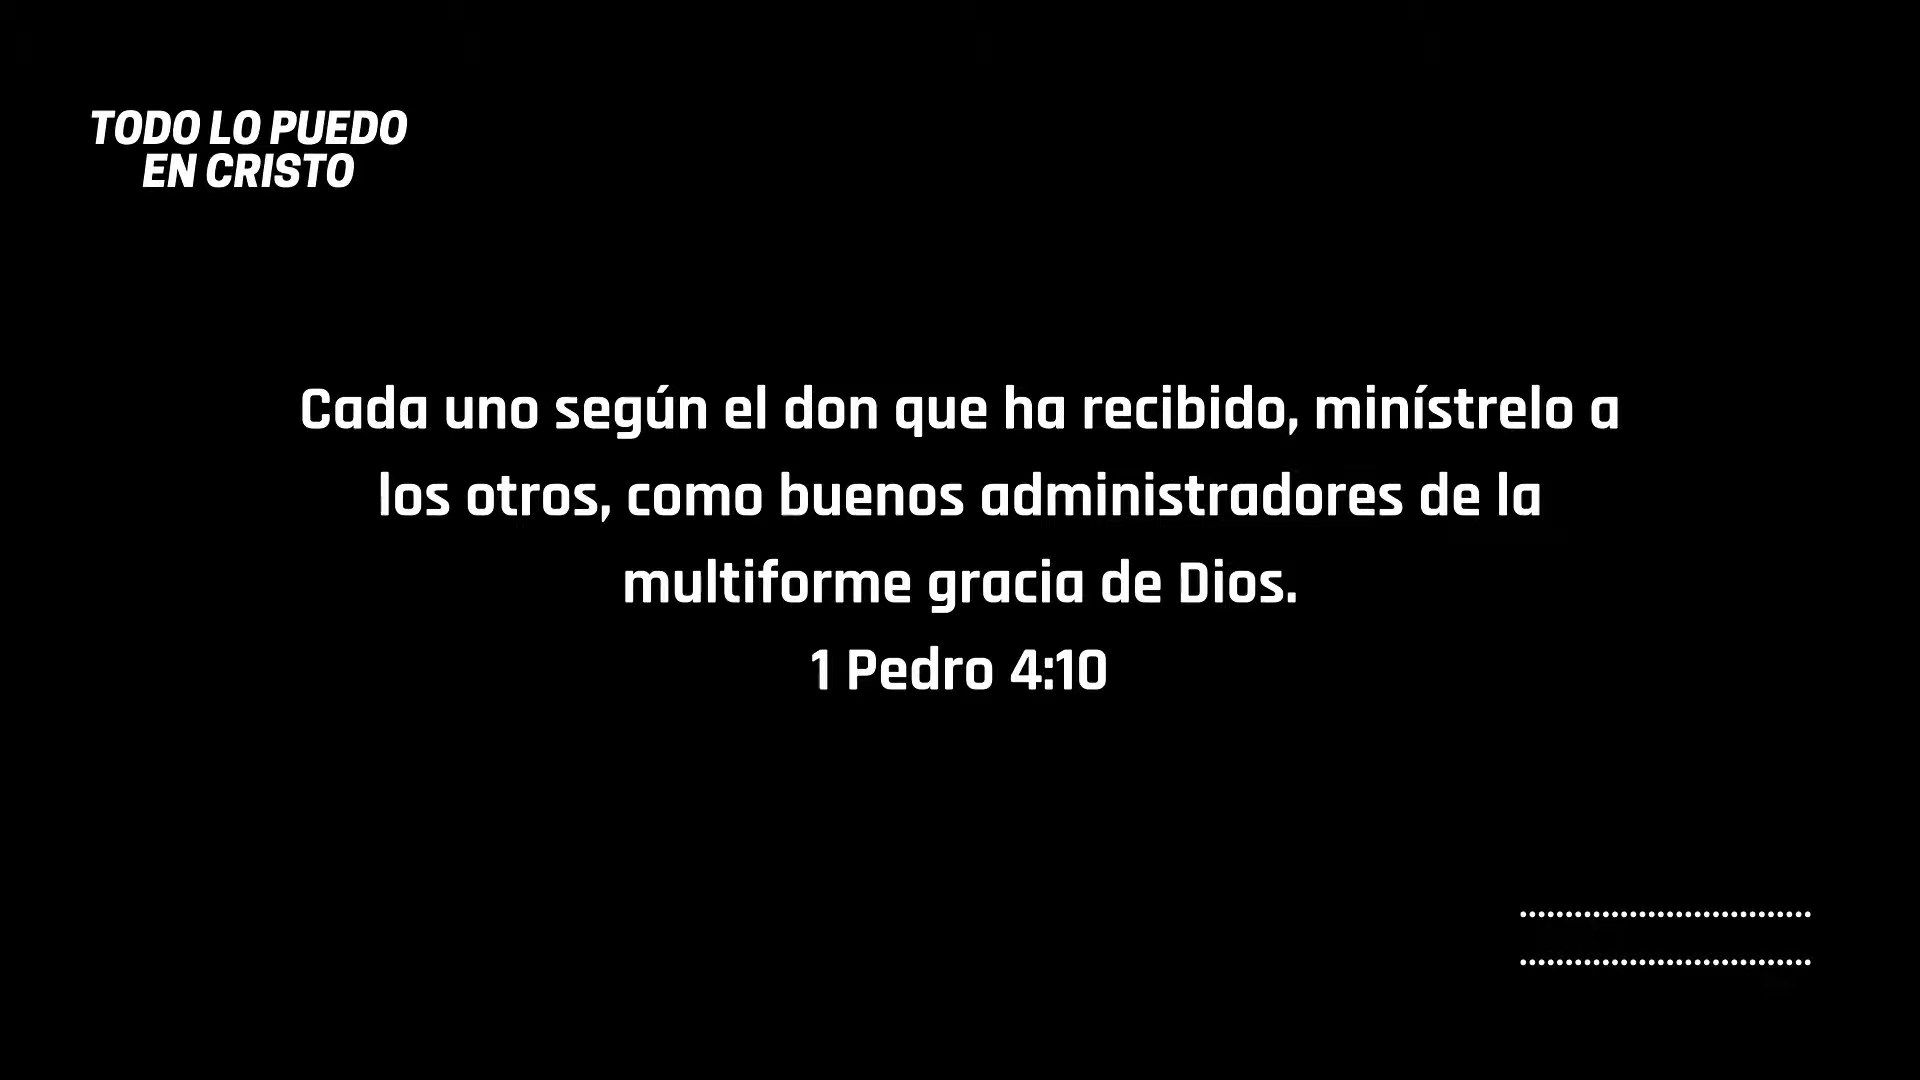 TODO LO PUEDO
EN CRISTO
Cada uno según el don que ha recibido, minístrelo a
los otros, como buenos administradores de la
multiforme gracia de Dios.
1 Pedro 4:10